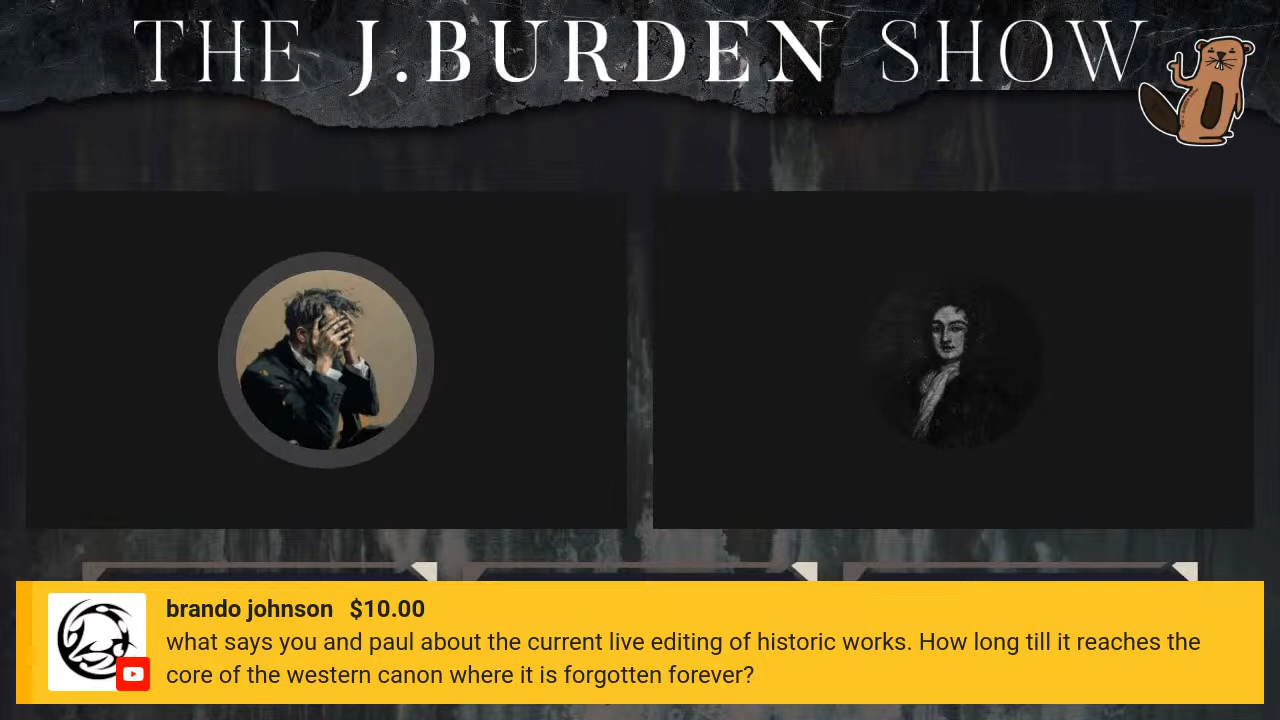 THE J.BURDEN SHOW
brando johnson $10.00
what says you and paul about the current live editing of historic works. How long till it reaches the
core of the western canon where it is forgotten forever?